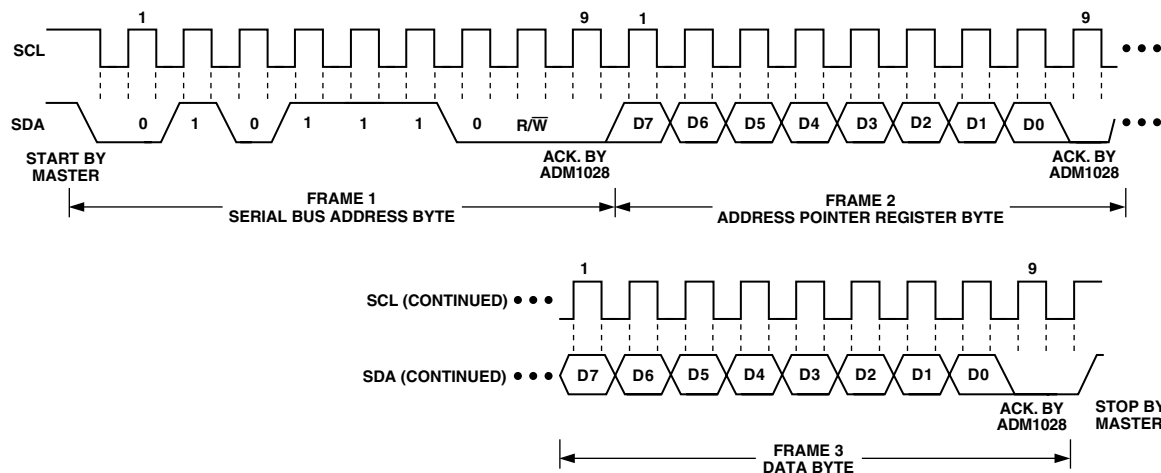 1 9 1 9
SCL
SDA
0 1 0 1 1 1 0 R/W̅ D7 D6 D5 D4 D3 D2 D1 D0
START BY
MASTER
ACK. BY
ADM1028
ACK. BY
ADM1028
FRAME 1
SERIAL BUS ADDRESS BYTE
FRAME 2
ADDRESS POINTER REGISTER BYTE
1 9
SCL (CONTINUED)
SDA (CONTINUED)
D7 D6 D5 D4 D3 D2 D1 D0
ACK. BY
ADM1028
STOP BY
MASTER
FRAME 3
DATA BYTE